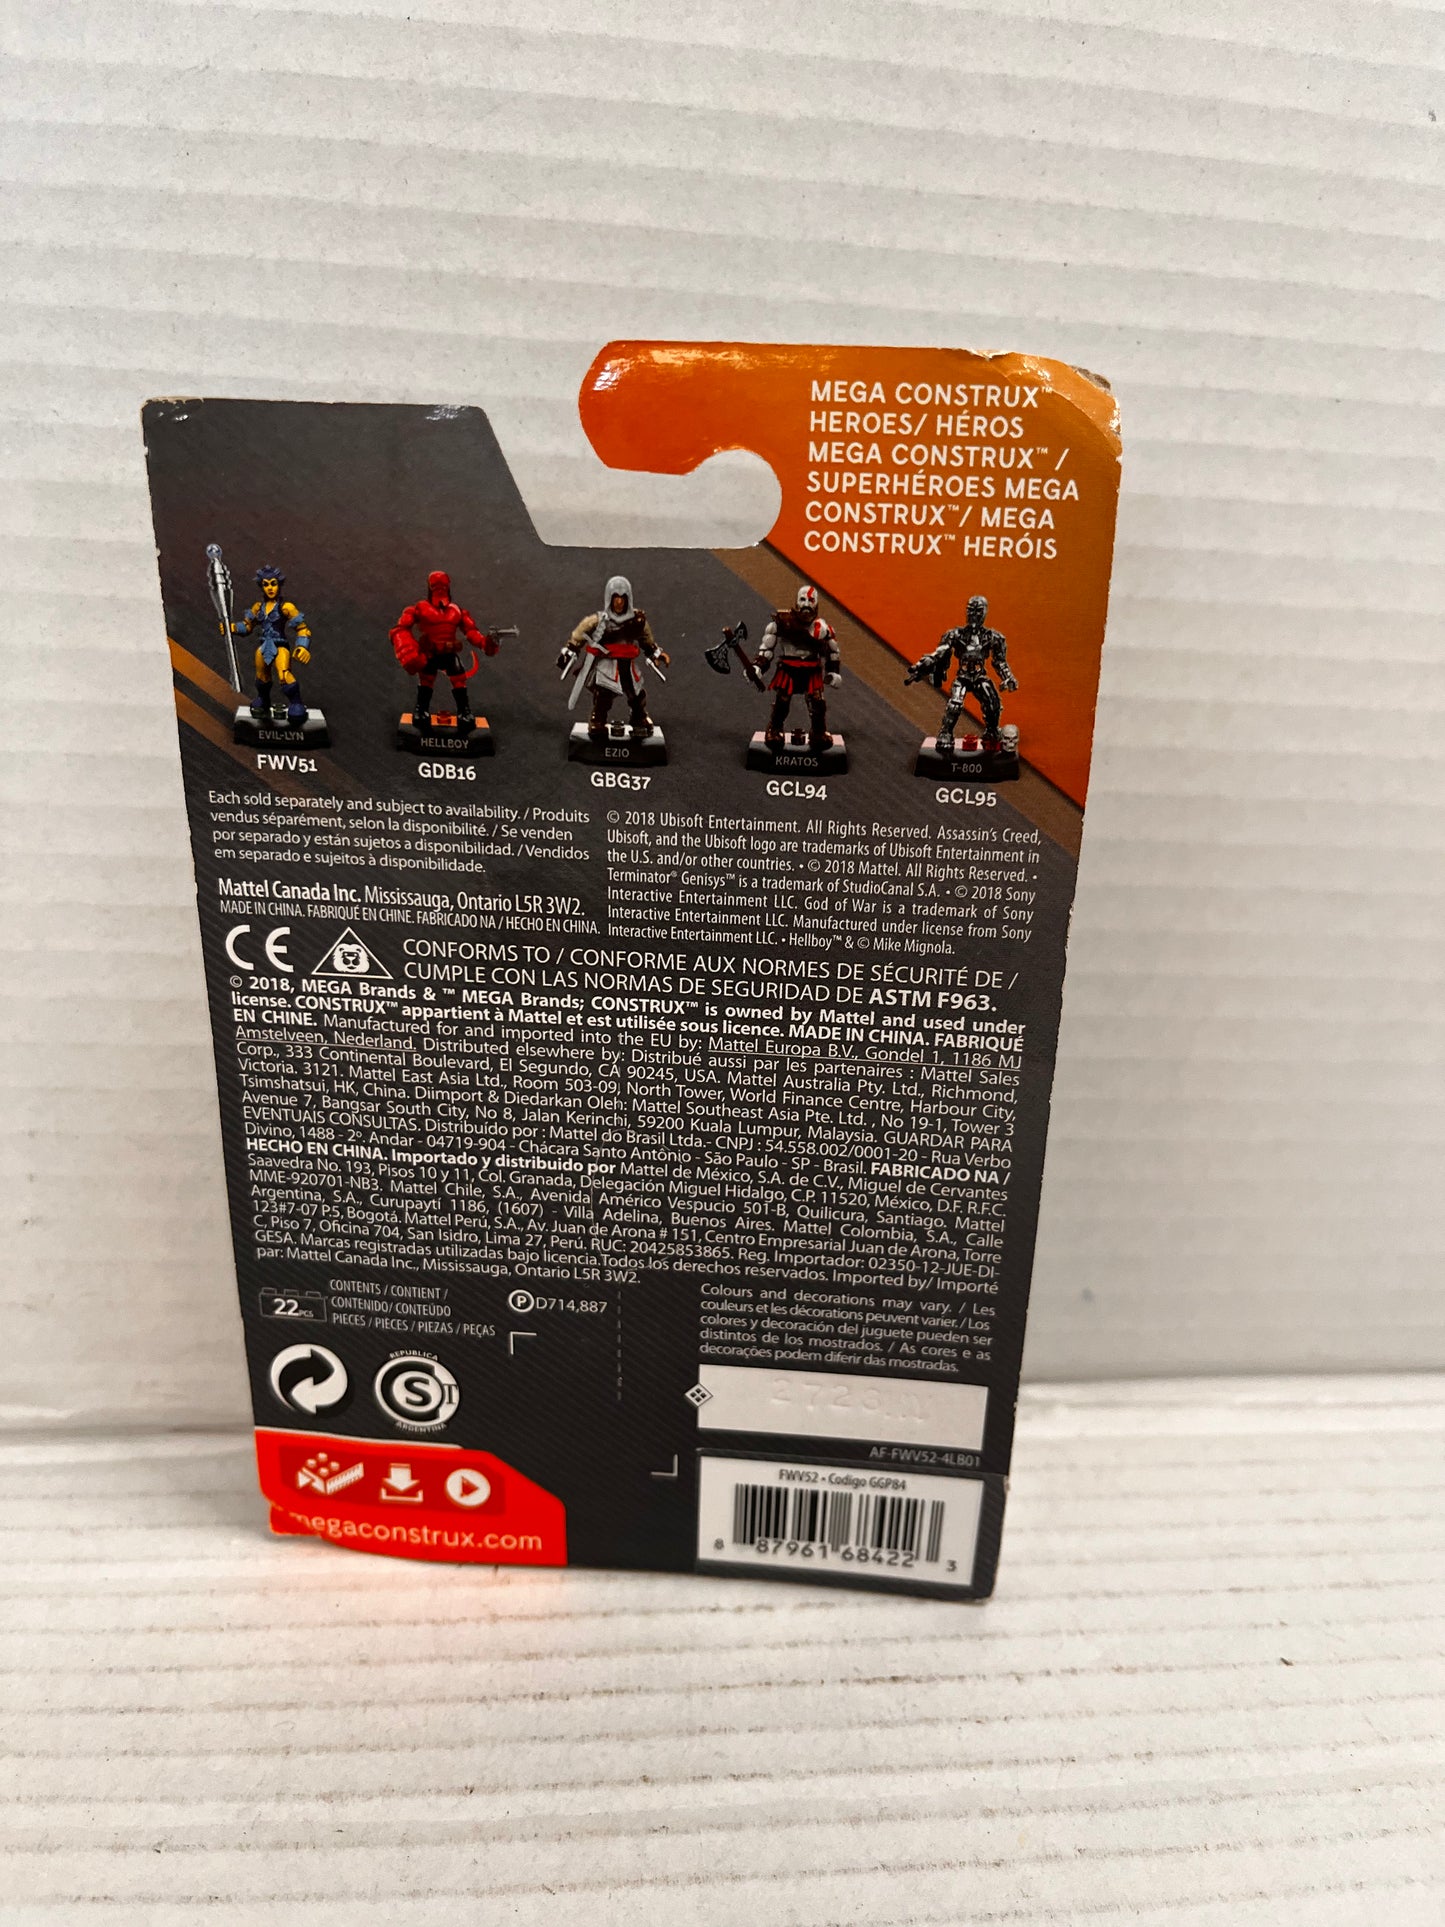 MEGA CONSTRUX™
HEROES/ HÉROS
MEGA CONSTRUX™ /
SUPERHÉROES MEGA
CONSTRUX™/ MEGA
CONSTRUX™ HERÓIS
EVIL-LYN
HELLBOY
EZIO
KRATOS
T-800
FWV51
GDB16
GBG37
GCL94
GCL95
Each sold separately and subject to availability. / Produits
vendus séparément, selon la disponibilité. / Se venden
por separado y están sujetos a disponibilidad. / Vendidos
em separado e sujeitos à disponibilidade.
Mattel Canada Inc. Mississauga, Ontario L5R 3W2.
MADE IN CHINA. FABRIQUÉ EN CHINE. FABRICADO NA / HECHO EN CHINA.
© 2018 Ubisoft Entertainment. All Rights Reserved. Assassin's Creed,
Ubisoft, and the Ubisoft logo are trademarks of Ubisoft Entertainment in
the U.S. and/or other countries. • © 2018 Mattel. All Rights Reserved. •
Terminator® Genisys™ is a trademark of StudioCanal S.A. • © 2018 Sony
Interactive Entertainment LLC. God of War is a trademark of Sony
Interactive Entertainment LLC. Manufactured under license from Sony
Interactive Entertainment LLC. • Hellboy™ & © Mike Mignola.
CE
CONFORMS TO / CONFORME AUX NORMES DE SÉCURITÉ DE /
CUMPLE CON LAS NORMAS DE SEGURIDAD DE ASTM F963.
© 2018, MEGA Brands & ™ MEGA Brands; CONSTRUX™ is owned by Mattel and used under
license. CONSTRUX™ appartient à Mattel et est utilisée sous licence. MADE IN CHINA. FABRIQUÉ
EN CHINE. Manufactured for and imported into the EU by: Mattel Europa B.V., Gondel 1, 1186 MJ
Amstelveen, Nederland. Distributed elsewhere by: Distribué aussi par les partenaires : Mattel Sales
Corp., 333 Continental Boulevard, El Segundo, CA 90245, USA. Mattel Australia Pty. Ltd., Richmond,
Victoria. 3121. Mattel East Asia Ltd., Room 503-09, North Tower, World Finance Centre, Harbour City,
Tsimshatsui, HK, China. Diimport & Diedarkan Oleh: Mattel Southeast Asia Pte. Ltd. , No 19-1, Tower 3
Avenue 7, Bangsar South City, No 8, Jalan Kerinchi, 59200 Kuala Lumpur, Malaysia. GUARDAR PARA
EVENTUAIS CONSULTAS. Distribuído por : Mattel do Brasil Ltda.- CNPJ : 54.558.002/0001-20 - Rua Verbo
Divino, 1488 - 2º. Andar - 04719-904 - Chácara Santo Antônio - São Paulo - SP - Brasil. FABRICADO NA /
HECHO EN CHINA. Importado y distribuido por Mattel de México, S.A. de C.V., Miguel de Cervantes
Saavedra No. 193, Pisos 10 y 11, Col. Granada, Delegación Miguel Hidalgo, C.P. 11520, México, D.F. R.F.C.
MME-920701-NB3. Mattel Chile, S.A., Avenida Américo Vespucio 501-B, Quilicura, Santiago. Mattel
Argentina, S.A., Curupaytí 1186, (1607) - Villa Adelina, Buenos Aires. Mattel Colombia, S.A., Calle
123#7-07 P.5, Bogotá. Mattel Perú, S.A., Av. Juan de Arona # 151, Centro Empresarial Juan de Arona, Torre
C, Piso 7, Oficina 704, San Isidro, Lima 27, Perú. RUC: 20425853865. Reg. Importador: 02350-12-JUE-DI-
GESA. Marcas registradas utilizadas bajo licencia.Todos los derechos reservados. Imported by/ Importé
par: Mattel Canada Inc., Mississauga, Ontario L5R 3W2.
22PCS
CONTENTS / CONTIENT /
CONTENIDO/ CONTEÚDO
PIECES / PIÈCES / PIEZAS / PEÇAS
P D714,887
Colours and decorations may vary. / Les
couleurs et les décorations peuvent varier. / Los
colores y decoración del juguete pueden ser
distintos de los mostrados. / As cores e as
decorações podem diferir das mostradas.
REPUBLICA
S
ARGENTINA
AF-FWV52-4LB01
megaconstrux.com
FWV52 • Codigo GGP84
8 87961 68422 3